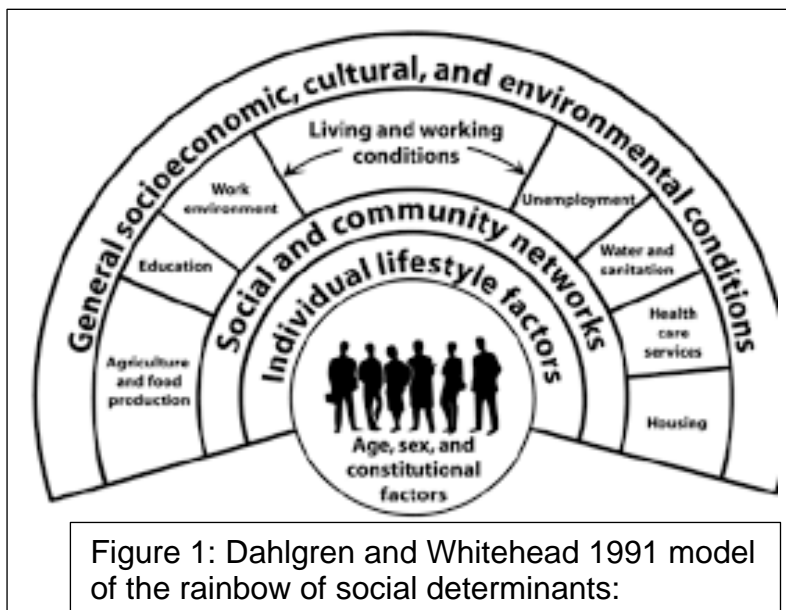 General socioeconomic, cultural, and environmental conditions
Living and working
conditions
Work
environment
Unemployment
Education
Water and
sanitation
Agriculture
and food
production
Health
care
services
Housing
Social and community networks
Individual lifestyle factors
Age, sex, and
constitutional
factors
Figure 1: Dahlgren and Whitehead 1991 model
of the rainbow of social determinants: